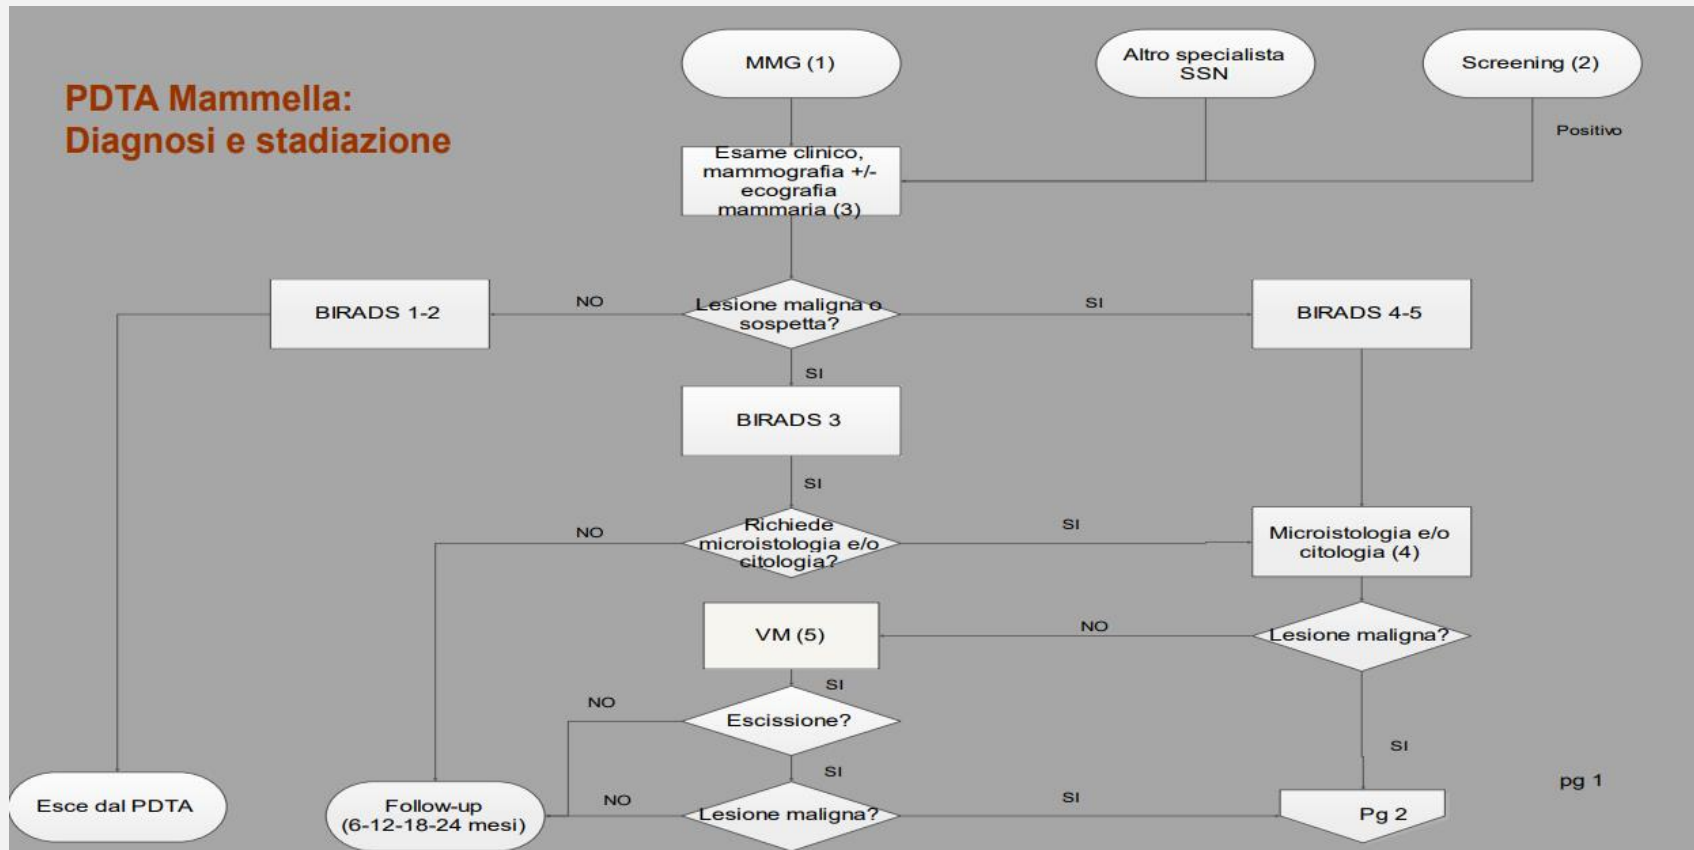 PDTA Mammella:
Diagnosi e stadiazione
MMG (1)
Altro specialista
SSN
Screening (2)
Positivo
Esame clinico,
mammografia +/-
ecografia
mammaria (3)
BIRADS 1-2
NO
Lesione maligna o
sospetta?
SI
BIRADS 4-5
SI
BIRADS 3
SI
NO
Richiede
microistologia e/o
citologia?
SI
Microistologia e/o
citologia (4)
VM (5)
NO
Lesione maligna?
SI
NO
Escissione?
SI
SI
pg 1
Esce dal PDTA
Follow-up
(6-12-18-24 mesi)
NO
Lesione maligna?
SI
Pg 2